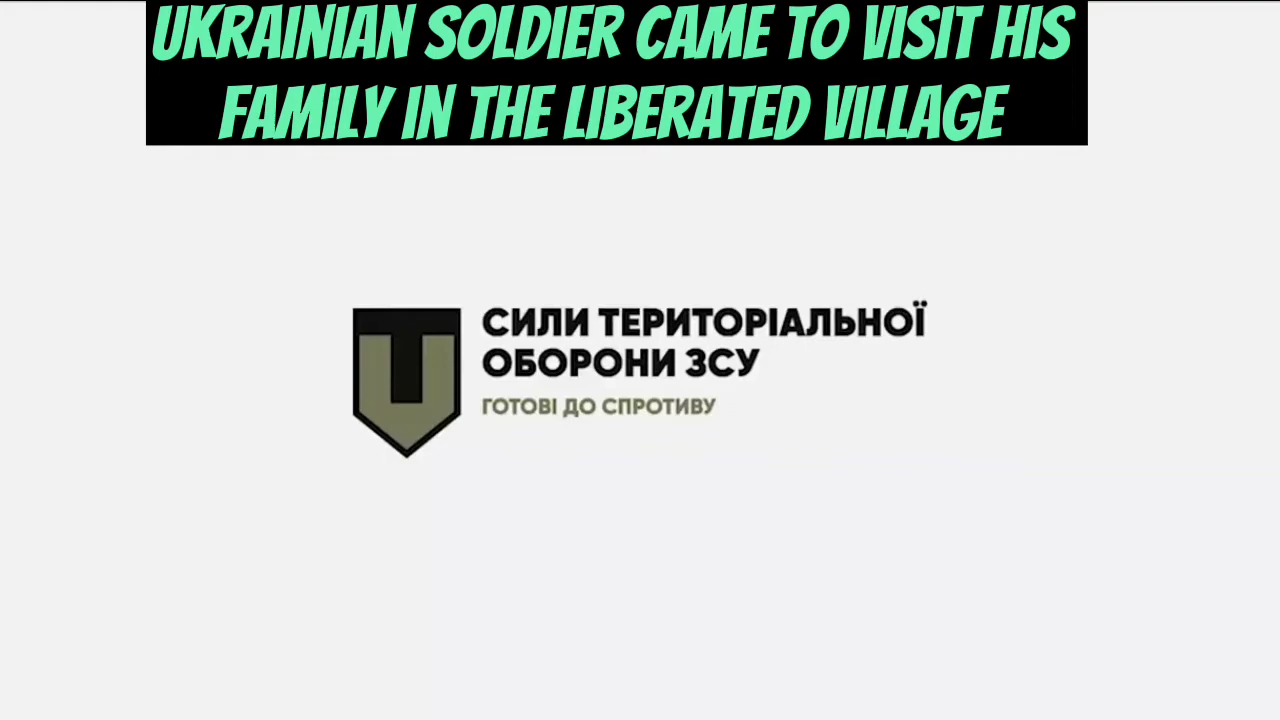 UKRAINIAN SOLDIER CAME TO VISIT HIS
FAMILY IN THE LIBERATED VILLAGE
СИЛИ ТЕРИТОРІАЛЬНОЇ
ОБОРОНИ ЗСУ
ГОТОВІ ДО СПРОТИВУ